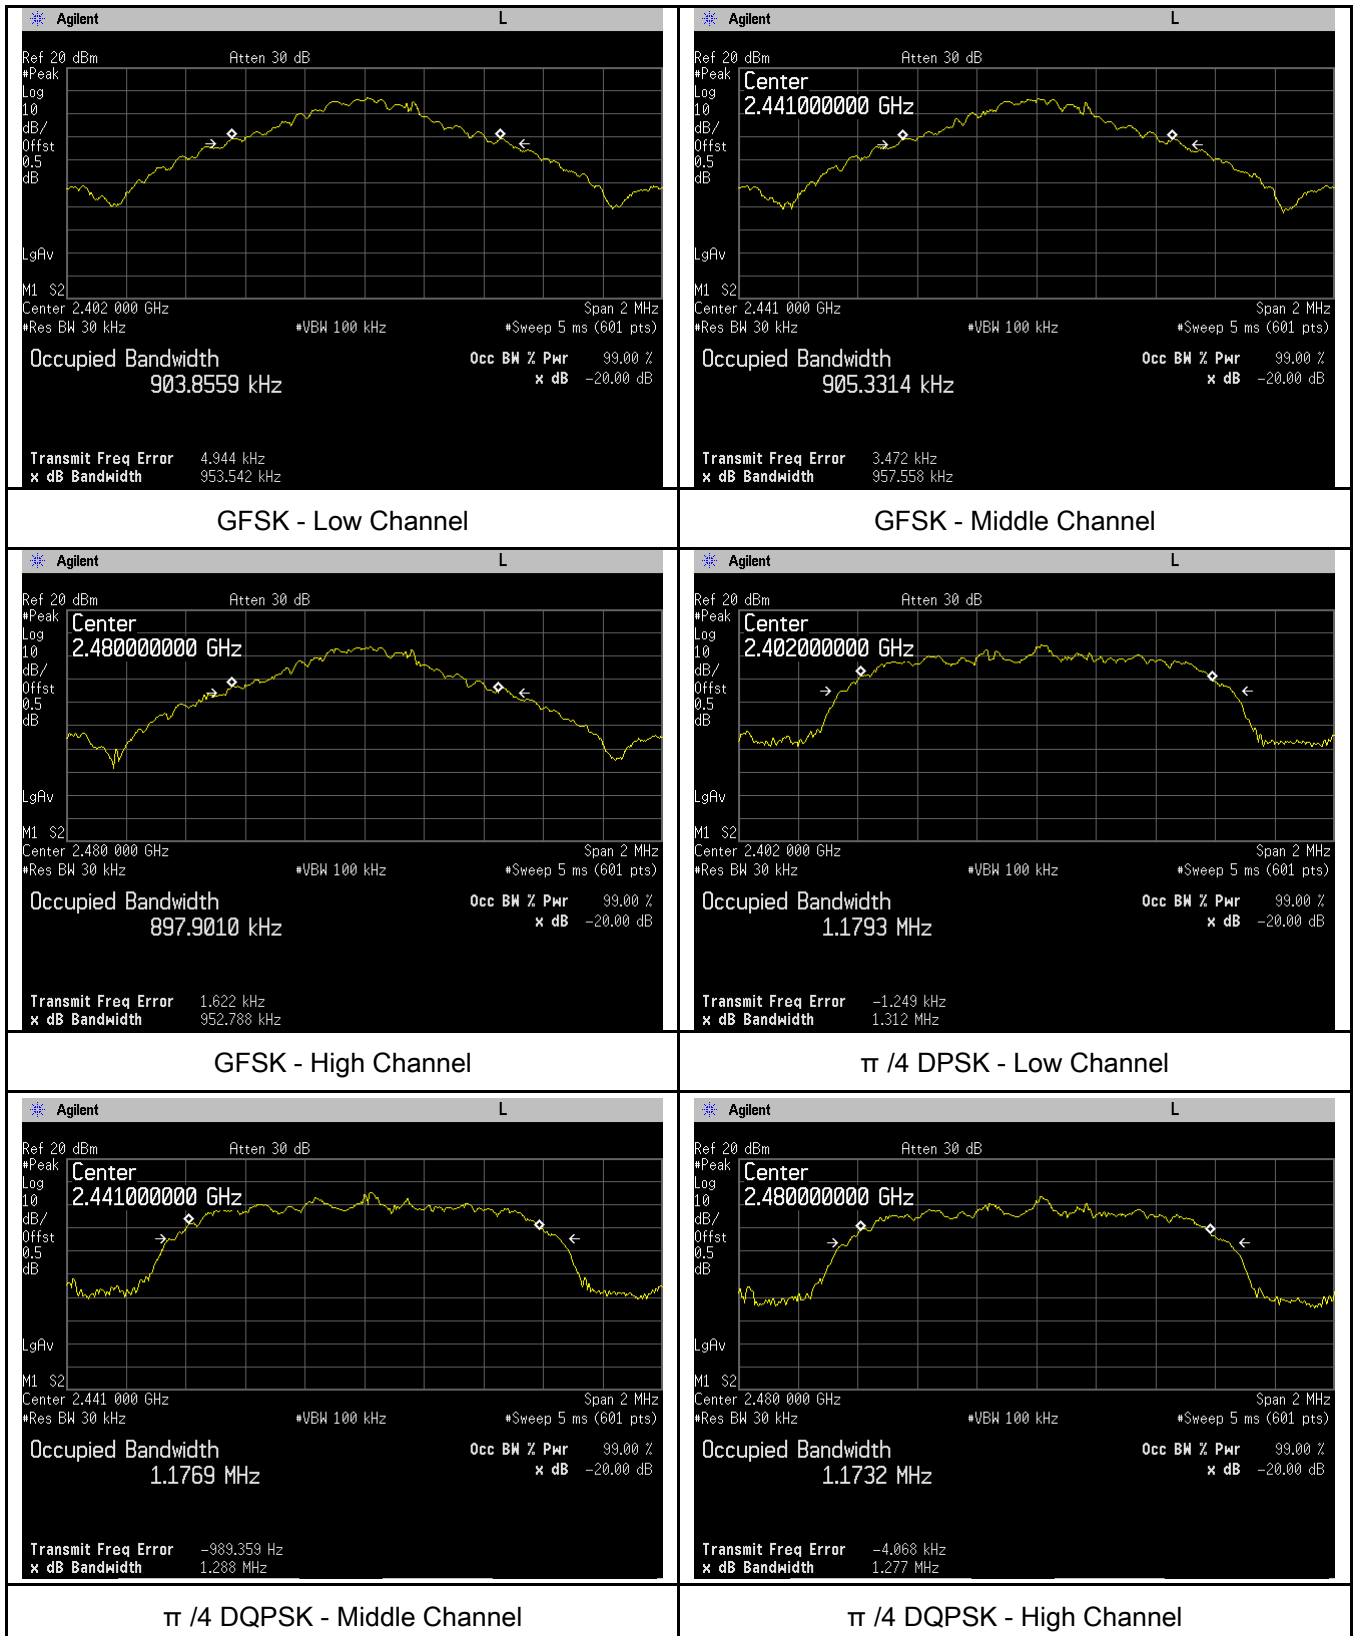 Agilent L
Ref 20 dBm Atten 30 dB
#Peak
Log
10
dB/
Offst
0.5
dB
LgAv
M1 S2
Center 2.402 000 GHz Span 2 MHz
#Res BW 30 kHz #VBW 100 kHz #Sweep 5 ms (601 pts)
Occupied Bandwidth Occ BW % Pwr 99.00 %
903.8559 kHz x dB -20.00 dB
Transmit Freq Error 4.944 kHz
x dB Bandwidth 953.542 kHz
GFSK - Low Channel
Agilent L
Ref 20 dBm Atten 30 dB
#Peak
Log
10
dB/
Offst
0.5
dB
Center
2.441000000 GHz
LgAv
M1 S2
Center 2.441 000 GHz Span 2 MHz
#Res BW 30 kHz #VBW 100 kHz #Sweep 5 ms (601 pts)
Occupied Bandwidth Occ BW % Pwr 99.00 %
905.3314 kHz x dB -20.00 dB
Transmit Freq Error 3.472 kHz
x dB Bandwidth 957.558 kHz
GFSK - Middle Channel
Agilent L
Ref 20 dBm Atten 30 dB
#Peak
Log
10
dB/
Offst
0.5
dB
Center
2.480000000 GHz
LgAv
M1 S2
Center 2.480 000 GHz Span 2 MHz
#Res BW 30 kHz #VBW 100 kHz #Sweep 5 ms (601 pts)
Occupied Bandwidth Occ BW % Pwr 99.00 %
897.9010 kHz x dB -20.00 dB
Transmit Freq Error 1.622 kHz
x dB Bandwidth 952.788 kHz
GFSK - High Channel
Agilent L
Ref 20 dBm Atten 30 dB
#Peak
Log
10
dB/
Offst
0.5
dB
Center
2.402000000 GHz
LgAv
M1 S2
Center 2.402 000 GHz Span 2 MHz
#Res BW 30 kHz #VBW 100 kHz #Sweep 5 ms (601 pts)
Occupied Bandwidth Occ BW % Pwr 99.00 %
1.1793 MHz x dB -20.00 dB
Transmit Freq Error -1.249 kHz
x dB Bandwidth 1.312 MHz
π /4 DPSK - Low Channel
Agilent L
Ref 20 dBm Atten 30 dB
#Peak
Log
10
dB/
Offst
0.5
dB
Center
2.441000000 GHz
LgAv
M1 S2
Center 2.441 000 GHz Span 2 MHz
#Res BW 30 kHz #VBW 100 kHz #Sweep 5 ms (601 pts)
Occupied Bandwidth Occ BW % Pwr 99.00 %
1.1769 MHz x dB -20.00 dB
Transmit Freq Error -989.359 Hz
x dB Bandwidth 1.288 MHz
π /4 DQPSK - Middle Channel
Agilent L
Ref 20 dBm Atten 30 dB
#Peak
Log
10
dB/
Offst
0.5
dB
Center
2.480000000 GHz
LgAv
M1 S2
Center 2.480 000 GHz Span 2 MHz
#Res BW 30 kHz #VBW 100 kHz #Sweep 5 ms (601 pts)
Occupied Bandwidth Occ BW % Pwr 99.00 %
1.1732 MHz x dB -20.00 dB
Transmit Freq Error -4.068 kHz
x dB Bandwidth 1.277 MHz
π /4 DQPSK - High Channel